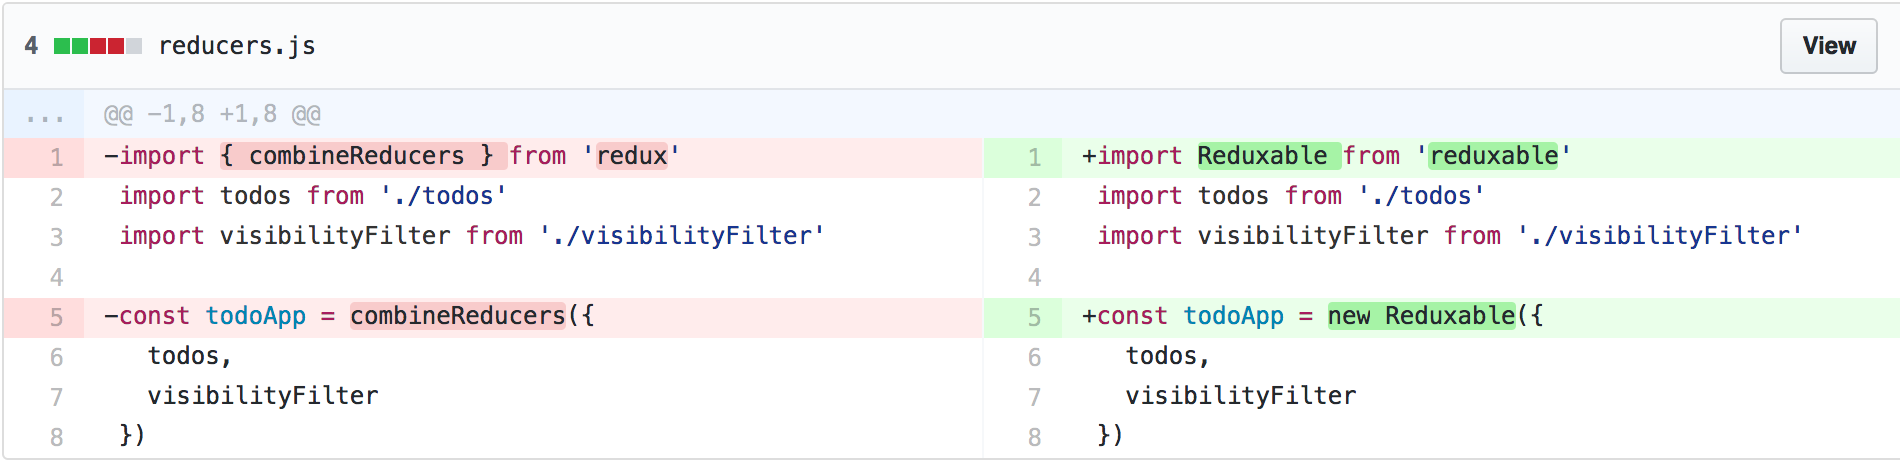 4 reducers.js View
... @@ -1,8 +1,8 @@
1 -import { combineReducers } from 'redux'
2 import todos from './todos'
3 import visibilityFilter from './visibilityFilter'
4
5 -const todoApp = combineReducers({
6 todos,
7 visibilityFilter
8 })
1 +import Reduxable from 'reduxable'
2 import todos from './todos'
3 import visibilityFilter from './visibilityFilter'
4
5 +const todoApp = new Reduxable({
6 todos,
7 visibilityFilter
8 })